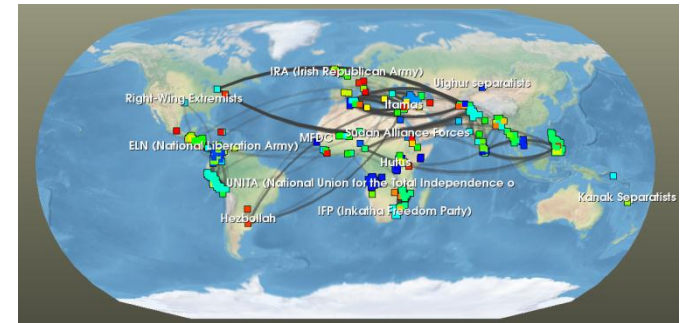 IRA (Irish Republican Army)
Uighur separatists
Right-Wing-Extremists
Itamas
Sudan Alliance Forces
MFDC
ELN (National Liberation Army)
Hutus
UNITA (National Union for the Total Independence o
Kanak Separatists
IFP (Inkatha Freedom Party)
Hezbollah